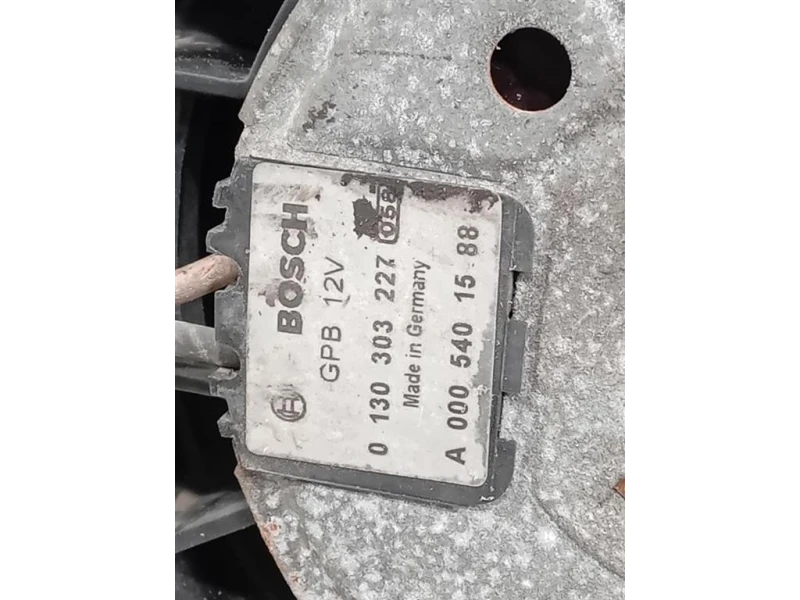 BOSCH
GPB 12V
0 130 303 227 058
Made in Germany
A 000 540 15 88